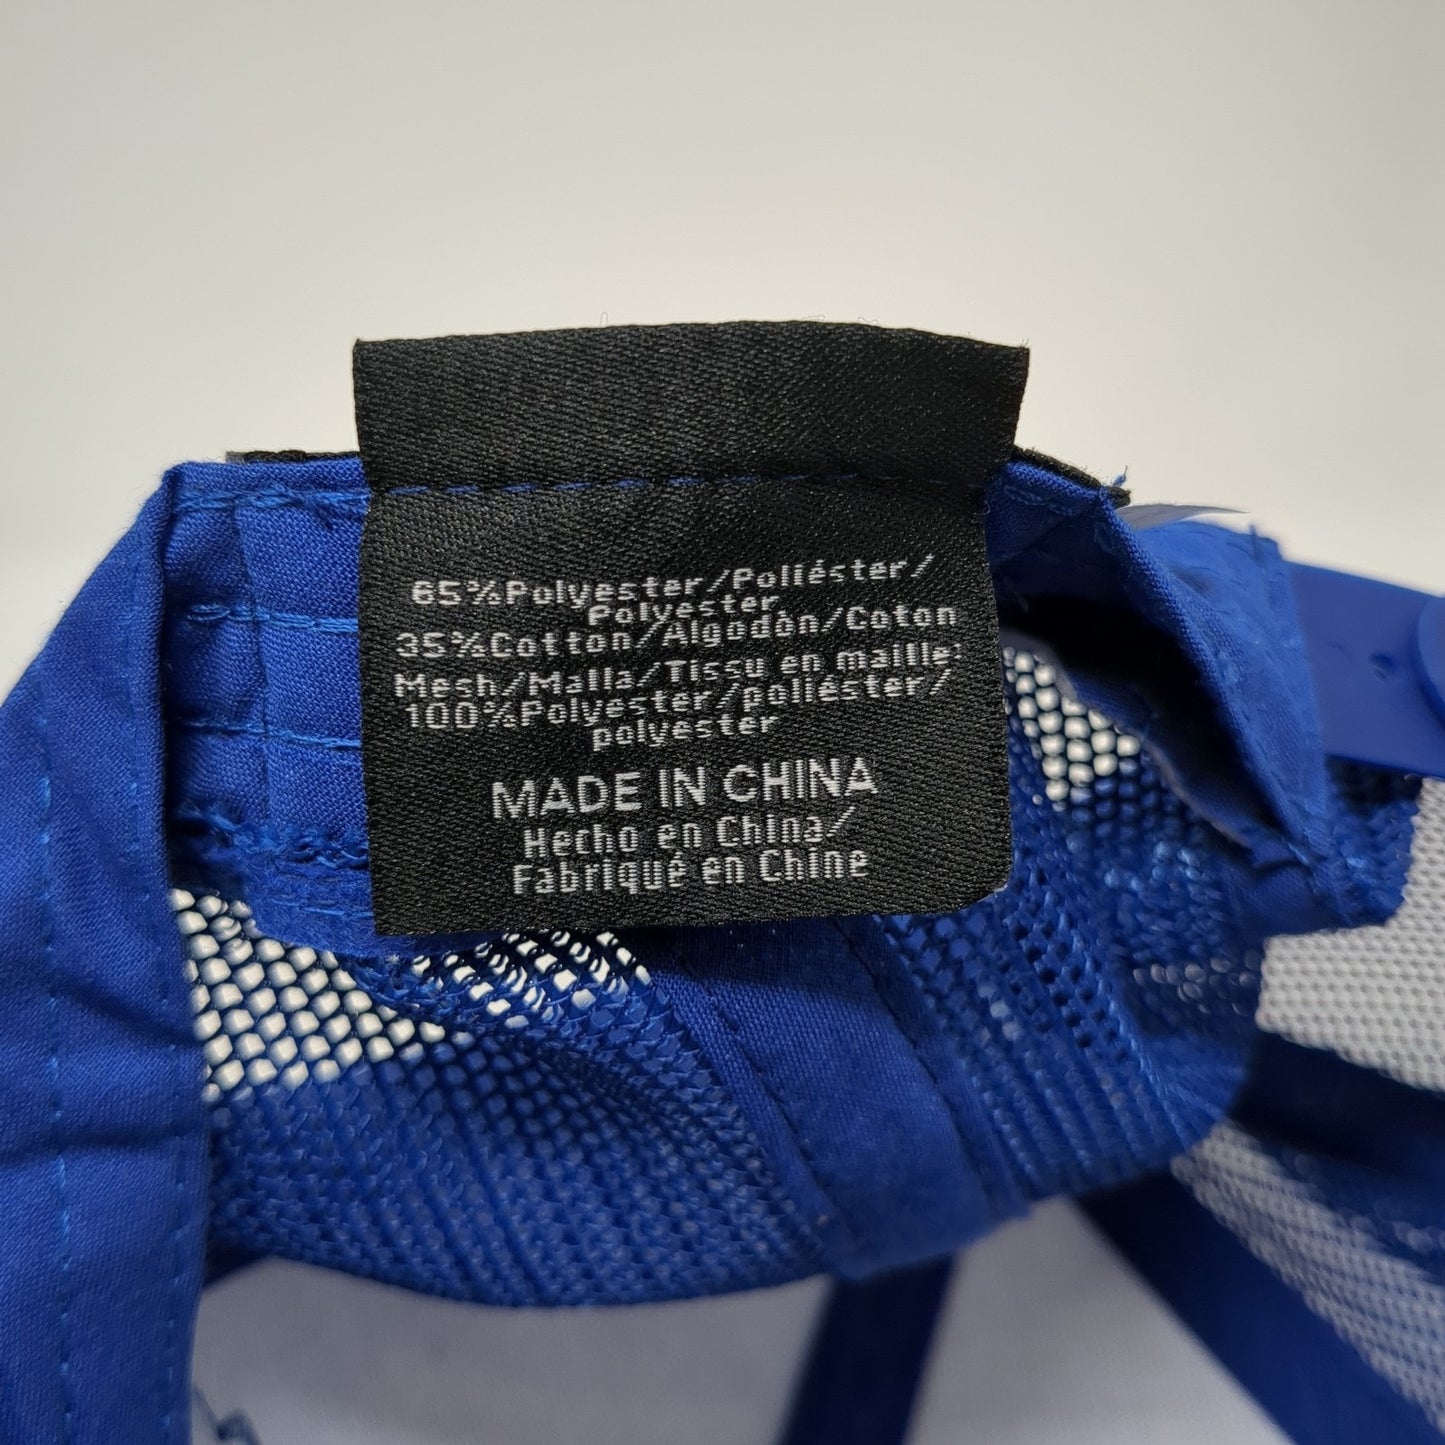 65%Polyester/Poliéster/
Polyester
35%Cotton/Algodòn/Coton
Mesh/Malla/Tissu en maille:
100%Polyester/poliéster/
polyester
MADE IN CHINA
Hecho en China/
Fabriqué en Chine